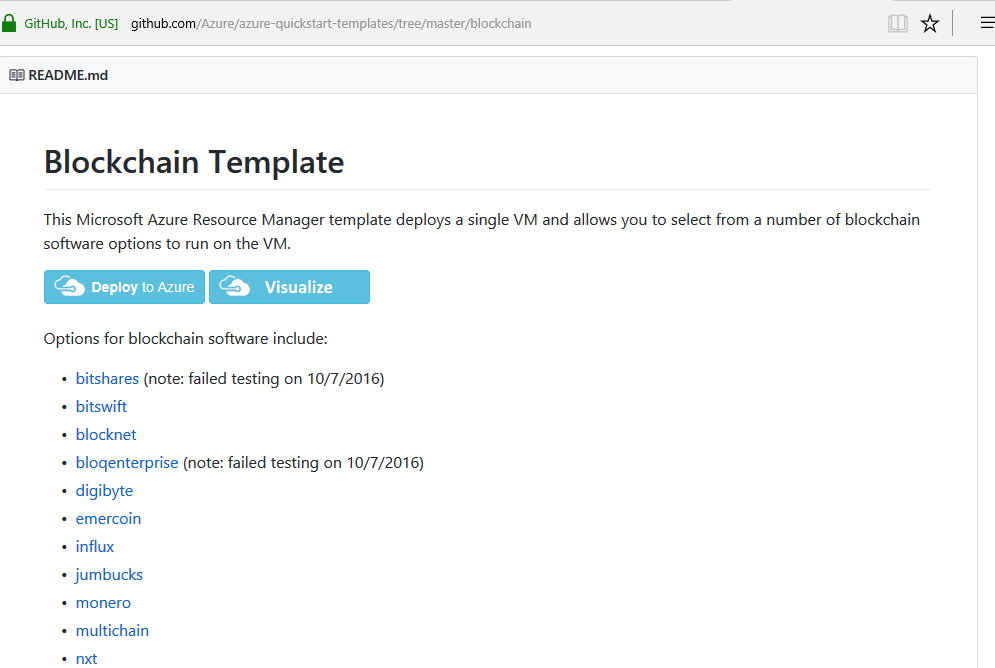 GitHub, Inc. [US] github.com/Azure/azure-quickstart-templates/tree/master/blockchain
README.md
Blockchain Template
This Microsoft Azure Resource Manager template deploys a single VM and allows you to select from a number of blockchain
software options to run on the VM.
Deploy to Azure Visualize
Options for blockchain software include:
• bitshares (note: failed testing on 10/7/2016)
• bitswift
• blocknet
• bloqenterprise (note: failed testing on 10/7/2016)
• digibyte
• emercoin
• influx
• jumbucks
• monero
• multichain
• nxt